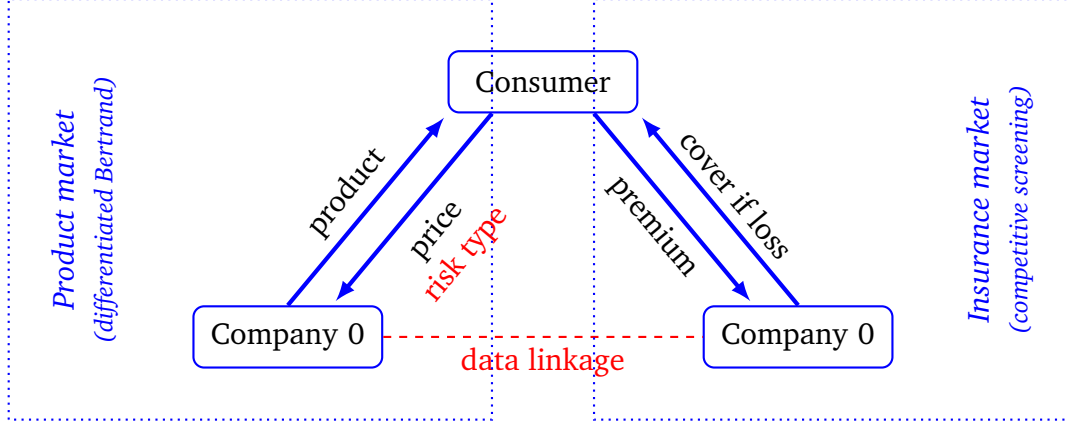 Consumer
Product market
(differentiated Bertrand)
product
price
risk type
premium
cover if loss
Insurance market
(competitive screening)
Company 0
Company 0
data linkage